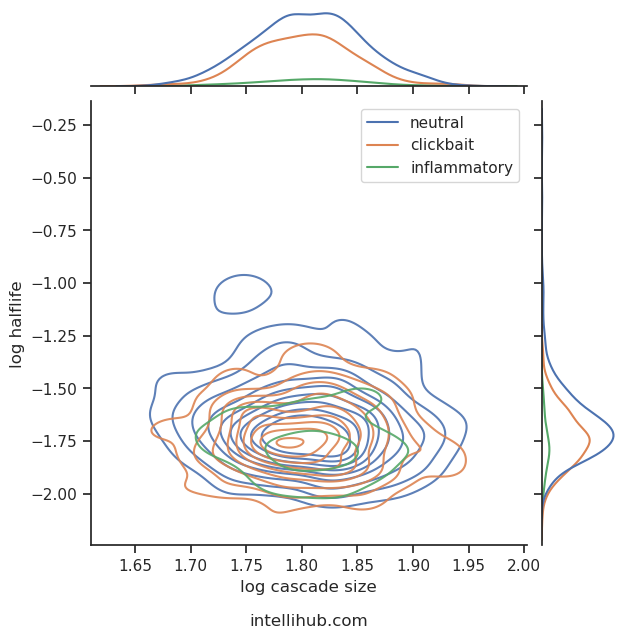 neutral
clickbait
inflammatory
−0.25
−0.50
−0.75
−1.00
−1.25
−1.50
−1.75
−2.00
log halflife
1.65 1.70 1.75 1.80 1.85 1.90 1.95 2.00
log cascade size
intellihub.com